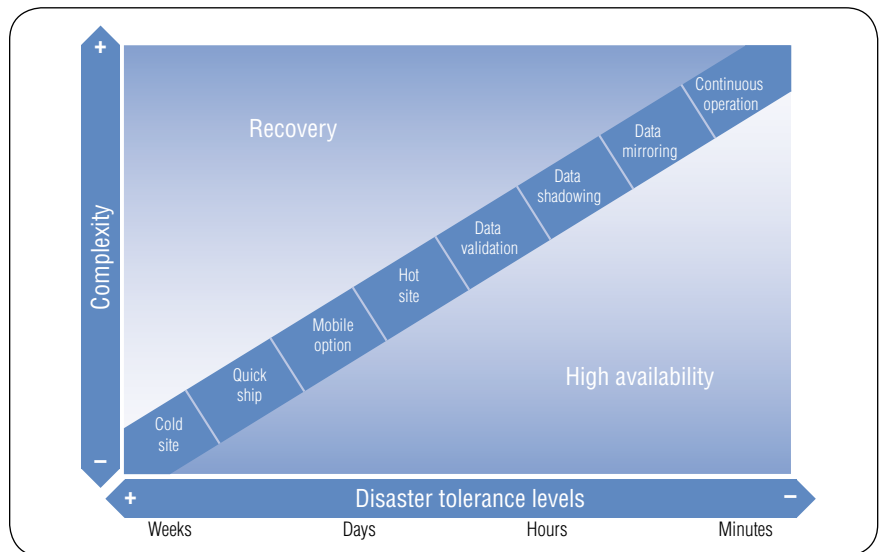 +
Recovery
Continuous
operation
Data
mirroring
Data
shadowing
Data
validation
Hot
site
Mobile
option
Quick
ship
Cold
site
High availability
Complexity
−
+
Disaster tolerance levels
−
Weeks
Days
Hours
Minutes